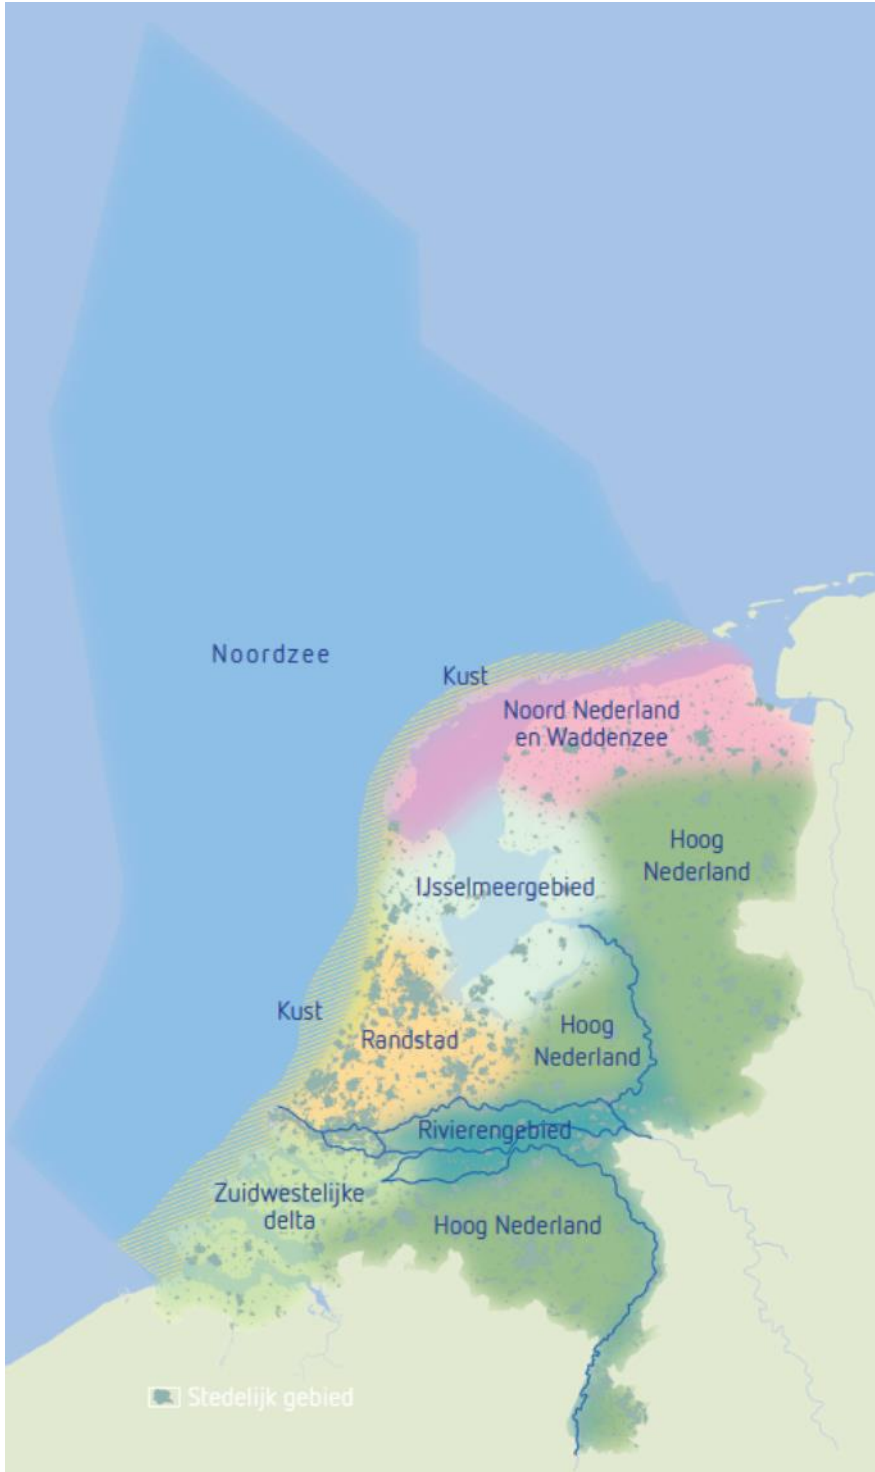 Noordzee
Kust
Noord Nederland
en Waddenzee
Hoog
Nederland
IJsselmeergebied
Kust
Randstad
Hoog
Nederland
Rivierengebied
Zuidwestelijke
delta
Hoog Nederland
Stedelijk gebied